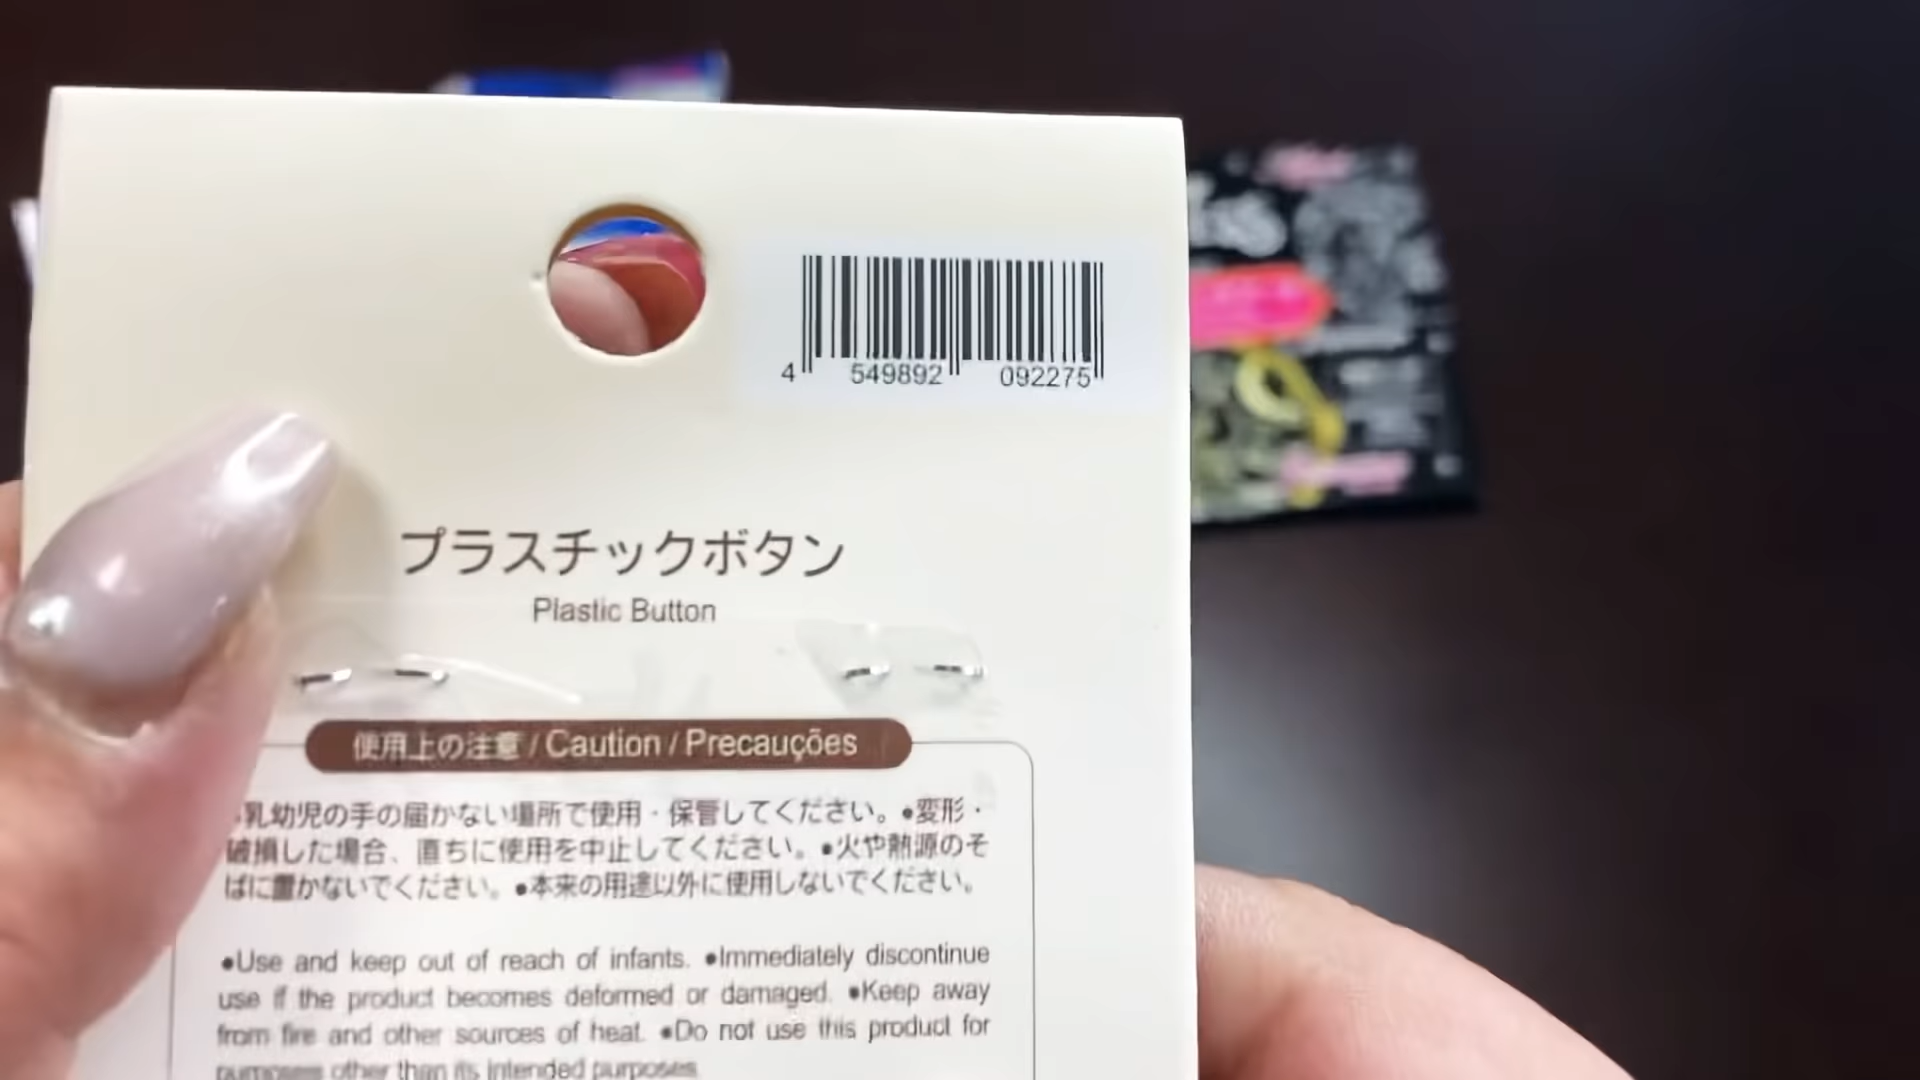 4 549892 092275
プラスチックボタン
Plastic Button
使用上の注意 / Caution / Precauções
乳幼児の手の届かない場所で使用・保管してください。●変形・
破損した場合、直ちに使用を中止してください。●火や熱源のそ
ばに置かないでください。●本来の用途以外に使用しないでください。
●Use and keep out of reach of infants. ●Immediately discontinue
use if the product becomes deformed or damaged. ●Keep away
from fire and other sources of heat. ●Do not use this product for
purposes other than its intended purposes